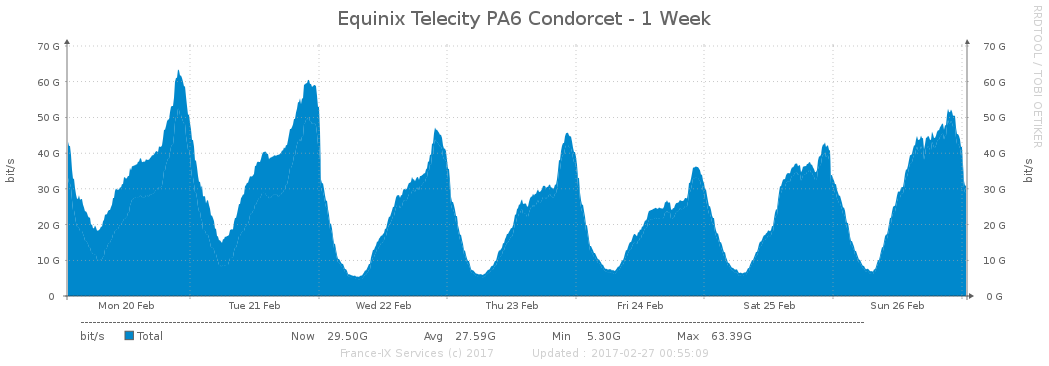 Equinix Telecity PA6 Condorcet - 1 Week
RRDTOOL / TOBI OETIKER
bit/s
70 G
60 G
50 G
40 G
30 G
20 G
10 G
0
70 G
60 G
50 G
40 G
30 G
20 G
10 G
0 G
bit/s
Mon 20 Feb Tue 21 Feb Wed 22 Feb Thu 23 Feb Fri 24 Feb Sat 25 Feb Sun 26 Feb
bit/s Total Now 29.50G Avg 27.59G Min 5.30G Max 63.39G
France-IX Services (c) 2017 Updated : 2017-02-27 00:55:09